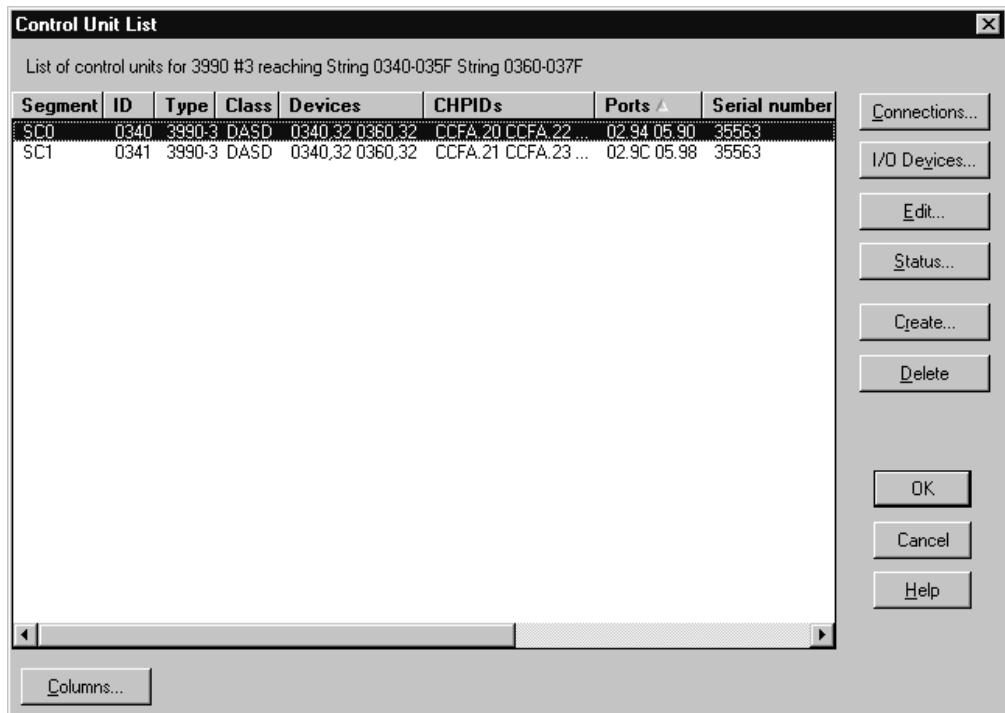 Control Unit List
List of control units for 3990 #3 reaching String 0340-035F String 0360-037F
Segment ID Type Class Devices CHPIDs Ports Serial number
SC0 0340 3990-3 DASD 0340,32 0360,32 CCFA.20 CCFA.22 ... 02.94 05.90 35563
SC1 0341 3990-3 DASD 0340,32 0360,32 CCFA.21 CCFA.23 ... 02.9C 05.98 35563
Connections...
I/O Devices...
Edit...
Status...
Create...
Delete
OK
Cancel
Help
Columns...